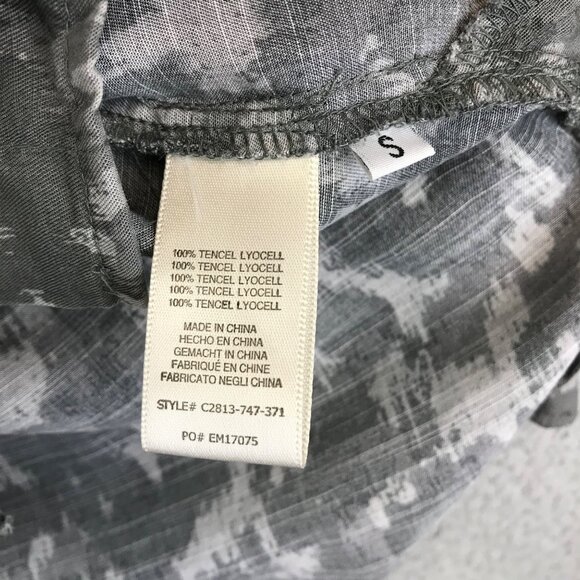 S
100% TENCEL LYOCELL
100% TENCEL LYOCELL
100% TENCEL LYOCELL
100% TENCEL LYOCELL
100% TENCEL LYOCELL
MADE IN CHINA
HECHO EN CHINA
GEMACHT IN CHINA
FABRIQUÉ EN CHINE
FABRICATO NEGLI CHINA
STYLE# C2813-747-371
PO# EM17075